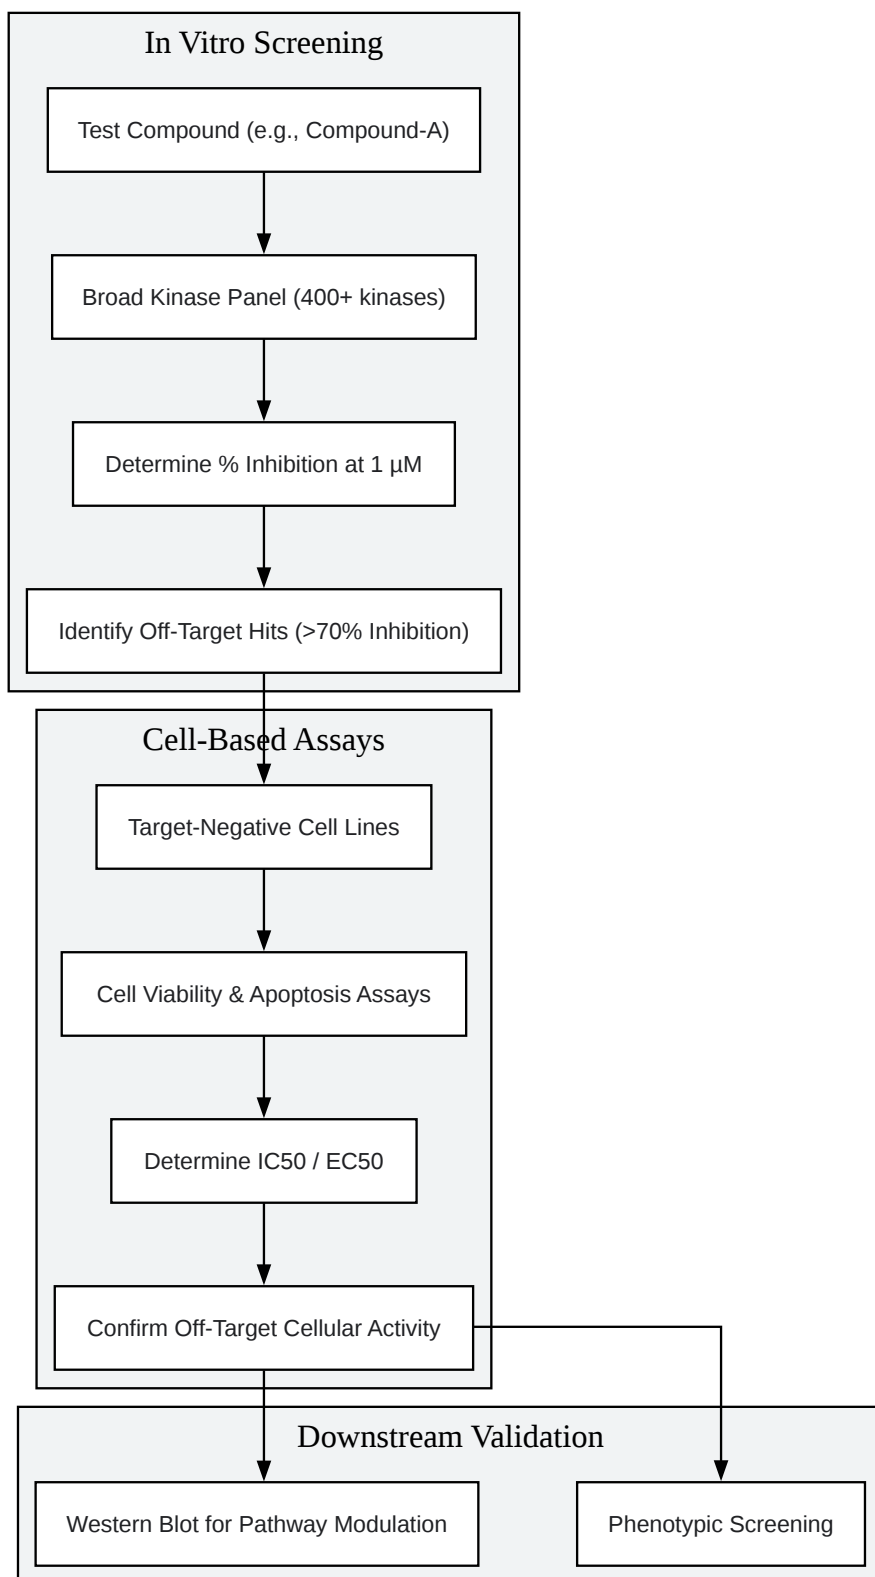 In Vitro Screening
Test Compound (e.g., Compound-A)
Broad Kinase Panel (400+ kinases)
Determine % Inhibition at 1 µM
Identify Off-Target Hits (>70% Inhibition)
Cell-Based Assays
Target-Negative Cell Lines
Cell Viability & Apoptosis Assays
Determine IC50 / EC50
Confirm Off-Target Cellular Activity
Downstream Validation
Western Blot for Pathway Modulation
Phenotypic Screening